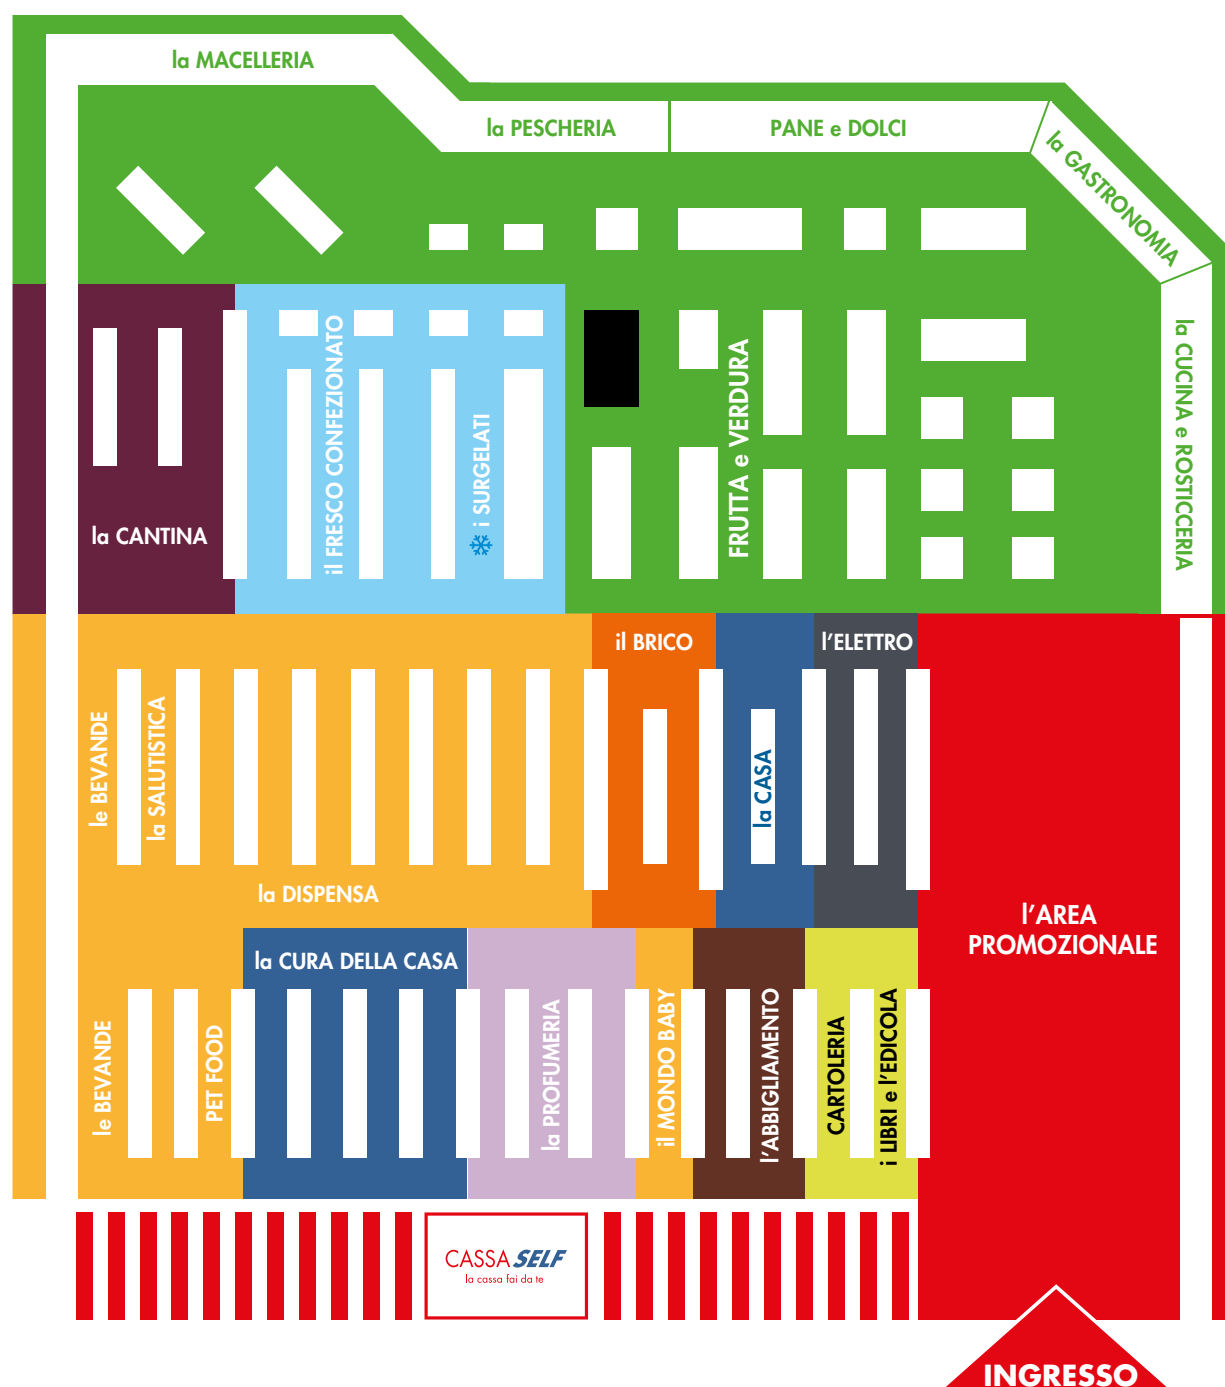 la MACELLERIA
la PESCHERIA
PANE e DOLCI
la GASTRONOMIA
la CUCINA e ROSTICCERIA
il FRESCO CONFEZIONATO
i SURGELATI
FRUTTA e VERDURA
la CANTINA
il BRICO
l'ELETTRO
le BEVANDE
la SALUTISTICA
la CASA
la DISPENSA
l'AREA
PROMOZIONALE
la CURA DELLA CASA
le BEVANDE
PET FOOD
la PROFUMERIA
il MONDO BABY
l'ABBIGLIAMENTO
CARTOLERIA
i LIBRI e l'EDICOLA
CASSA SELF
la cassa fai da te
INGRESSO